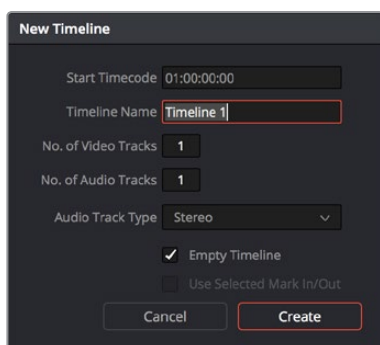 New Timeline
Start Timecode 01:00:00:00
Timeline Name Timeline 1
No. of Video Tracks 1
No. of Audio Tracks 1
Audio Track Type Stereo
Empty Timeline
Use Selected Mark In/Out
Cancel Create